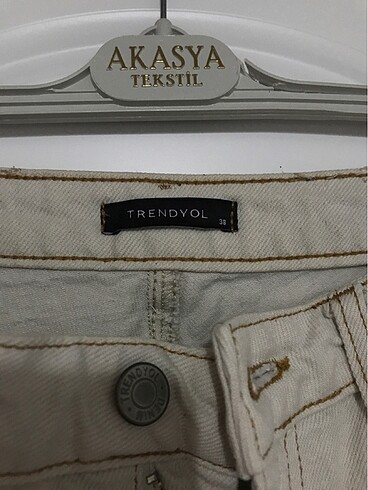 AKASYA
TEKSTİL
TRENDYOL
38
TRENDYOL